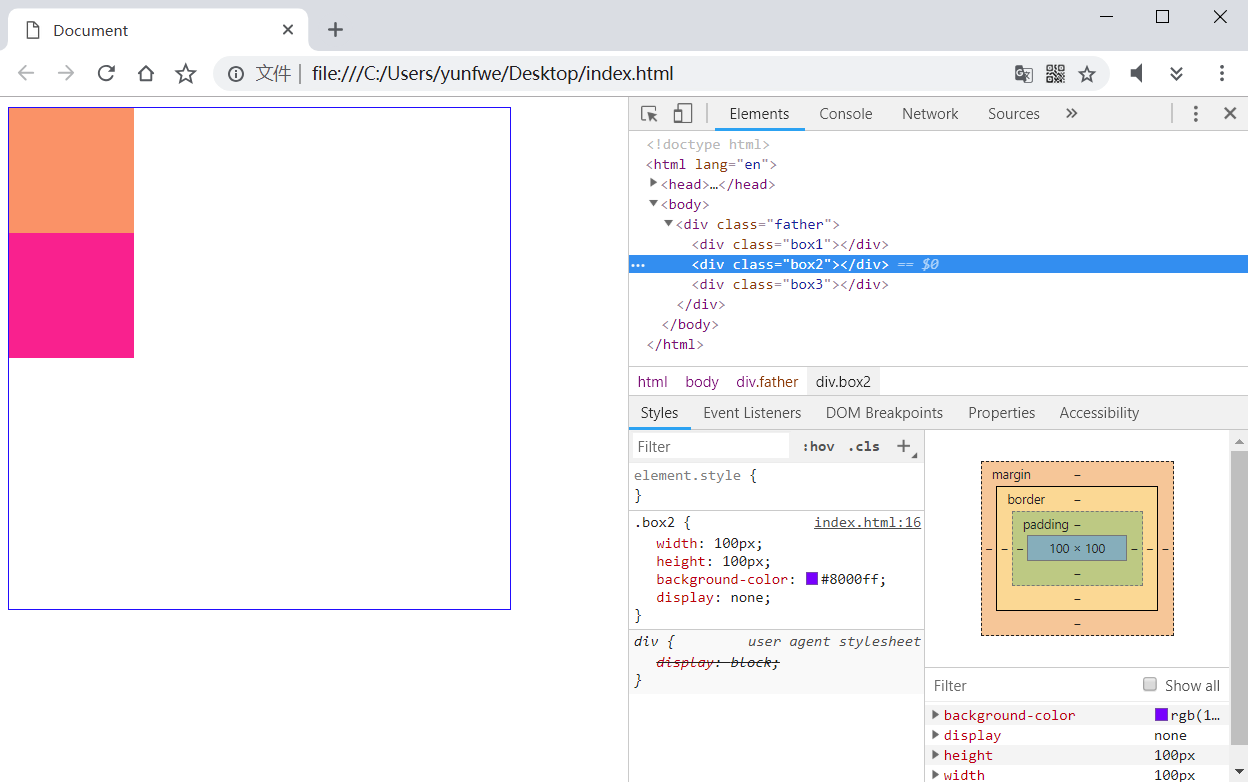 Document
文件 | file:///C:/Users/yunfwe/Desktop/index.html
Elements Console Network Sources »
<!doctype html>
<html lang="en">
<head>…</head>
<body>
<div class="father">
<div class="box1"></div>
<div class="box2"></div> == $0
<div class="box3"></div>
</div>
</body>
</html>
html body div.father div.box2
Styles Event Listeners DOM Breakpoints Properties Accessibility
Filter :hov .cls +
element.style {
}
.box2 { index.html:16
width: 100px;
height: 100px;
background-color: #8000ff;
display: none;
}
div { user agent stylesheet
display: block;
}
margin –
border –
padding –
– – – 100 × 100 – – –
–
–
–
Filter Show all
background-color rgb(1…
display none
height 100px
width 100px